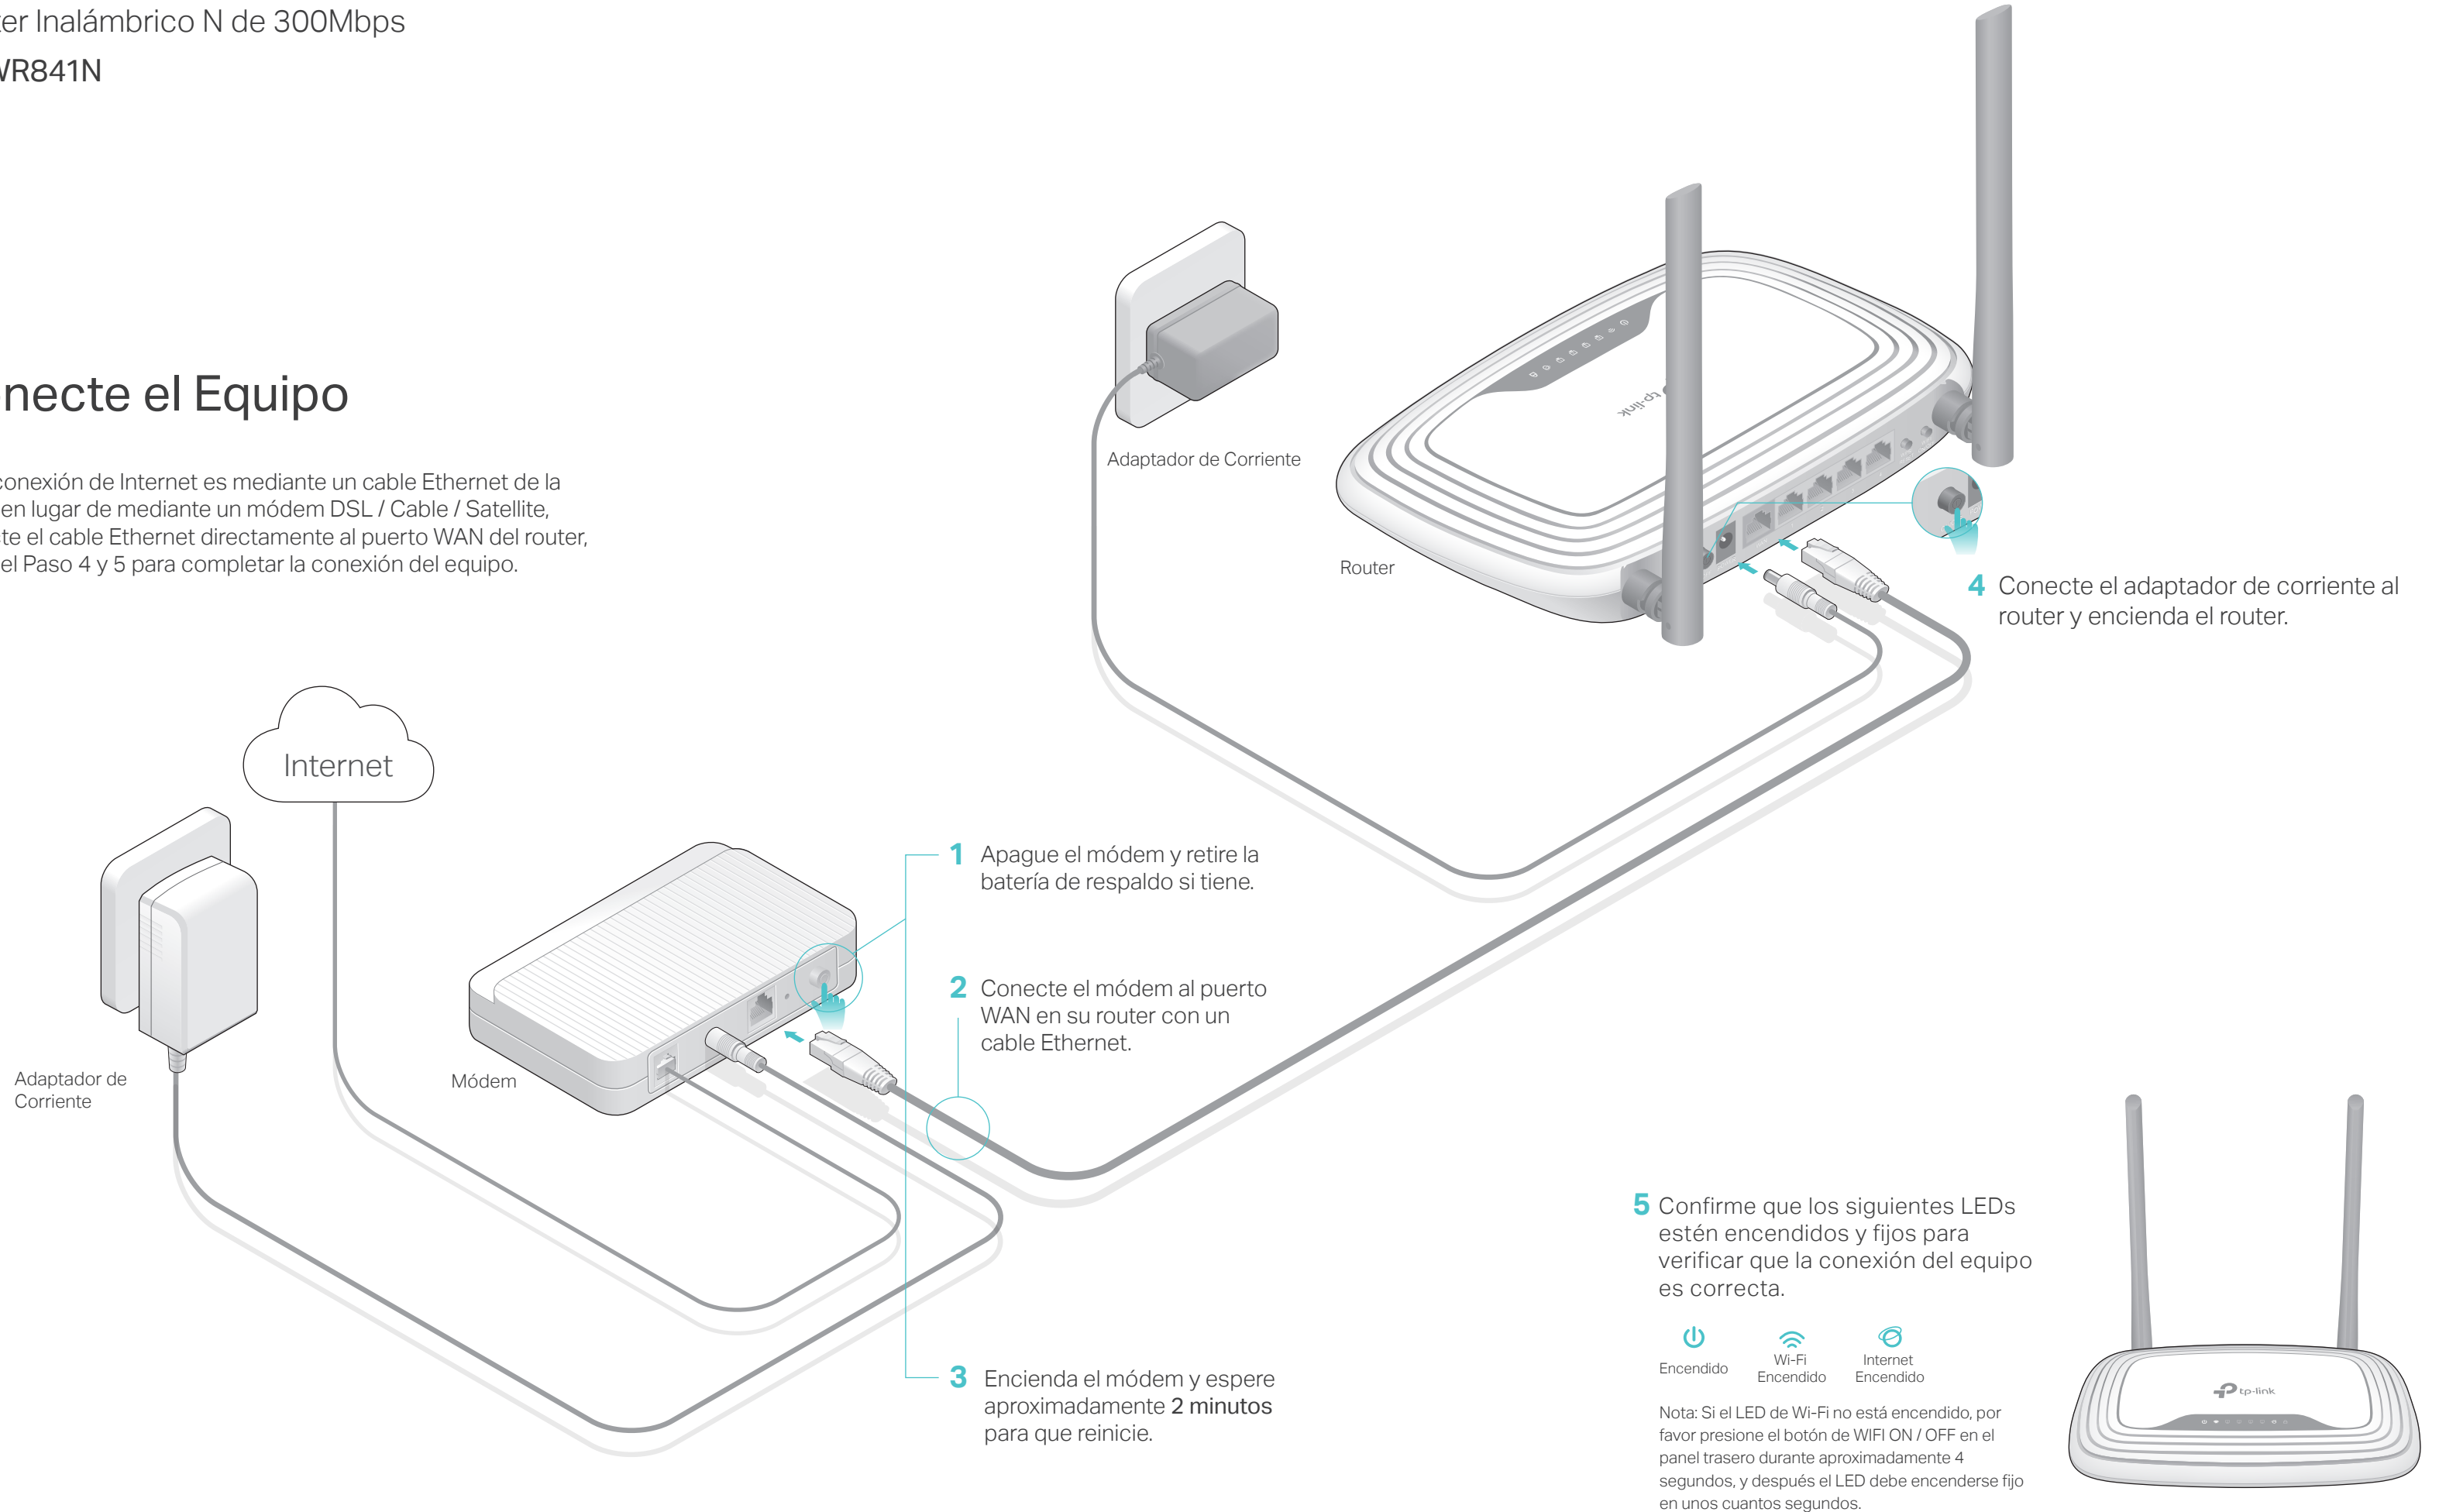 er Inalámbrico N de 300Mbps
WR841N
necte el Equipo
conexión de Internet es mediante un cable Ethernet de la
en lugar de mediante un módem DSL / Cable / Satellite,
te el cable Ethernet directamente al puerto WAN del router,
el Paso 4 y 5 para completar la conexión del equipo.
Adaptador de Corriente
tp-link
Router
4 Conecte el adaptador de corriente al
router y encienda el router.
Internet
Adaptador de
Corriente
Módem
1 Apague el módem y retire la
batería de respaldo si tiene.
2 Conecte el módem al puerto
WAN en su router con un
cable Ethernet.
3 Encienda el módem y espere
aproximadamente 2 minutos
para que reinicie.
5 Confirme que los siguientes LEDs
estén encendidos y fijos para
verificar que la conexión del equipo
es correcta.
Encendido
Wi-Fi
Encendido
Internet
Encendido
Nota: Si el LED de Wi-Fi no está encendido, por
favor presione el botón de WIFI ON / OFF en el
panel trasero durante aproximadamente 4
segundos, y después el LED debe encenderse fijo
en unos cuantos segundos.
tp-link